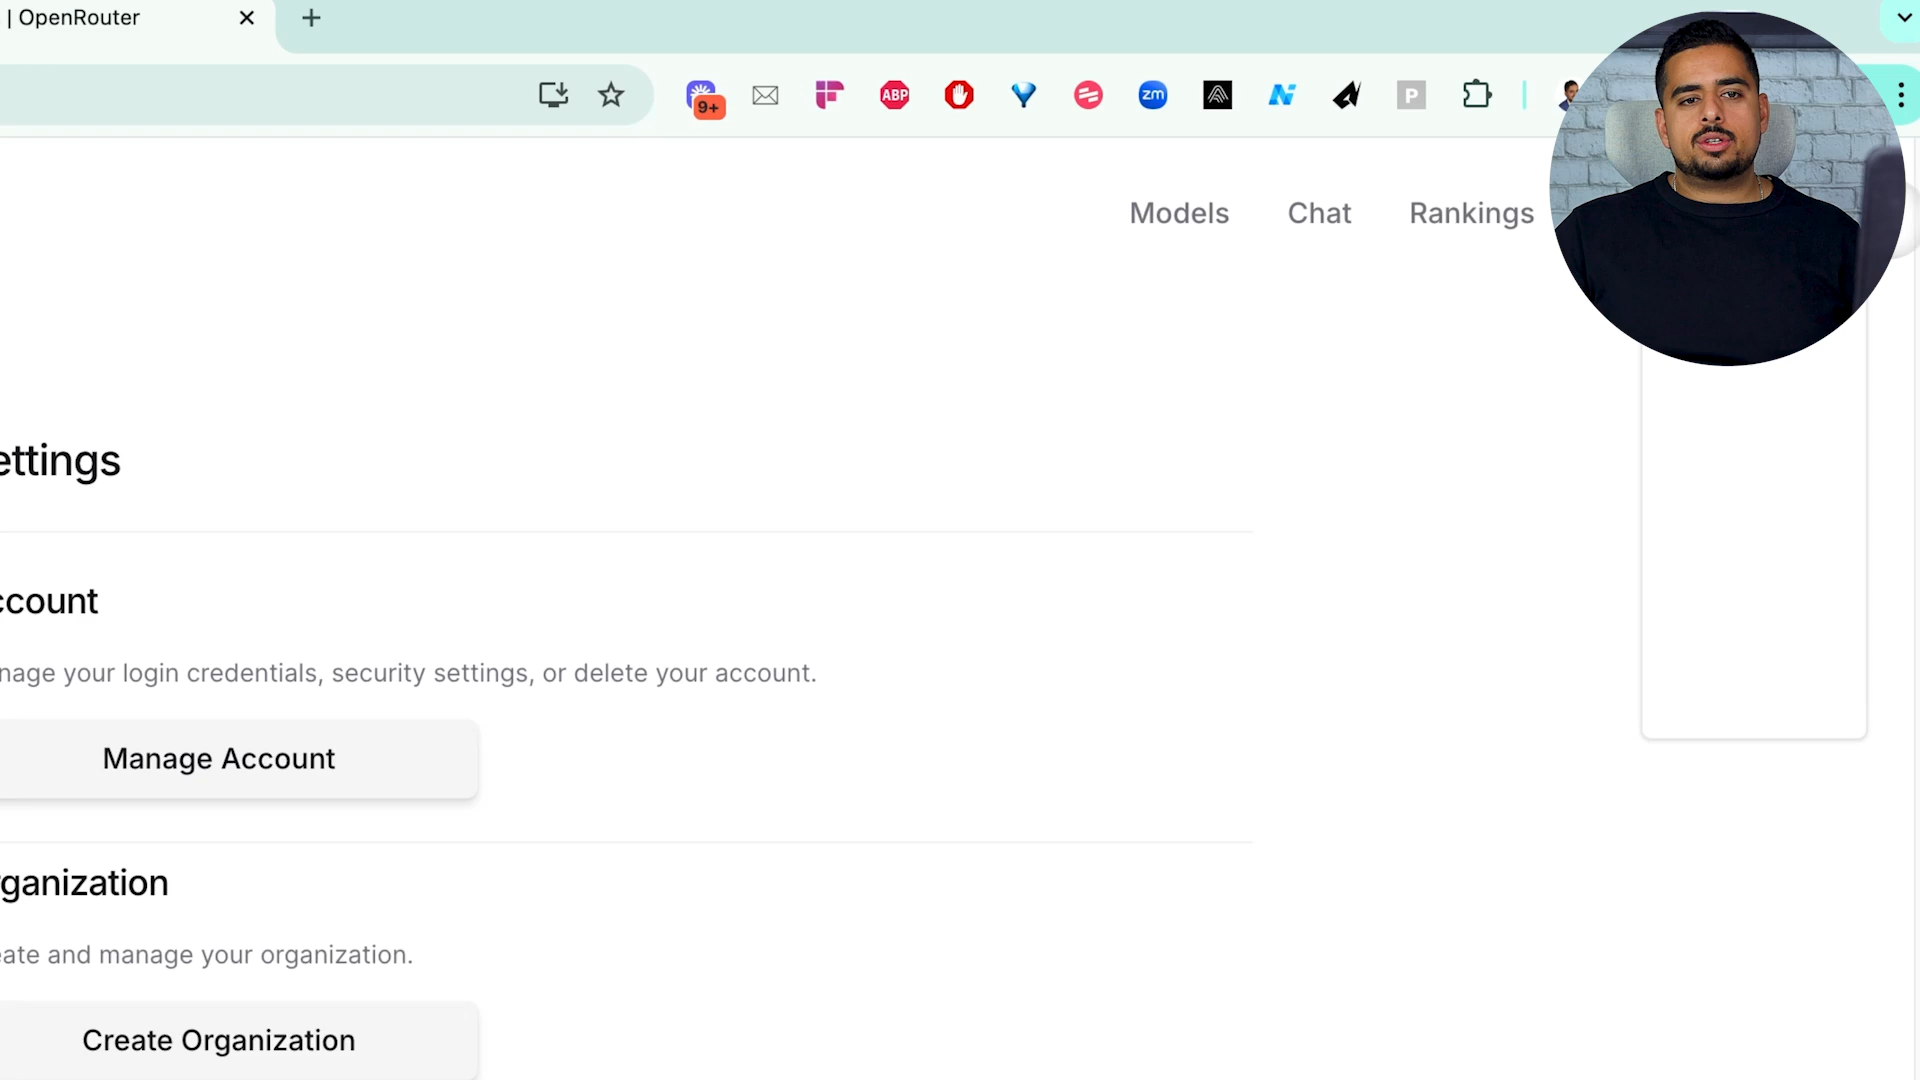 | OpenRouter
9+
ABP
zm
P
Models Chat Rankings
ettings
ccount
nage your login credentials, security settings, or delete your account.
Manage Account
rganization
eate and manage your organization.
Create Organization